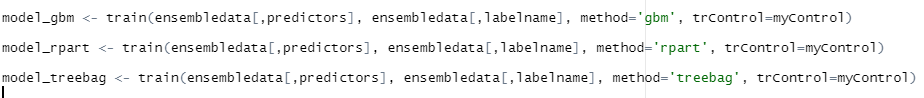 model_gbm <- train(ensembledata[,predictors], ensembledata[,labelname], method='gbm', trControl=myControl)
model_rpart <- train(ensembledata[,predictors], ensembledata[,labelname], method='rpart', trControl=myControl)
model_treebag <- train(ensembledata[,predictors], ensembledata[,labelname], method='treebag', trControl=myControl)